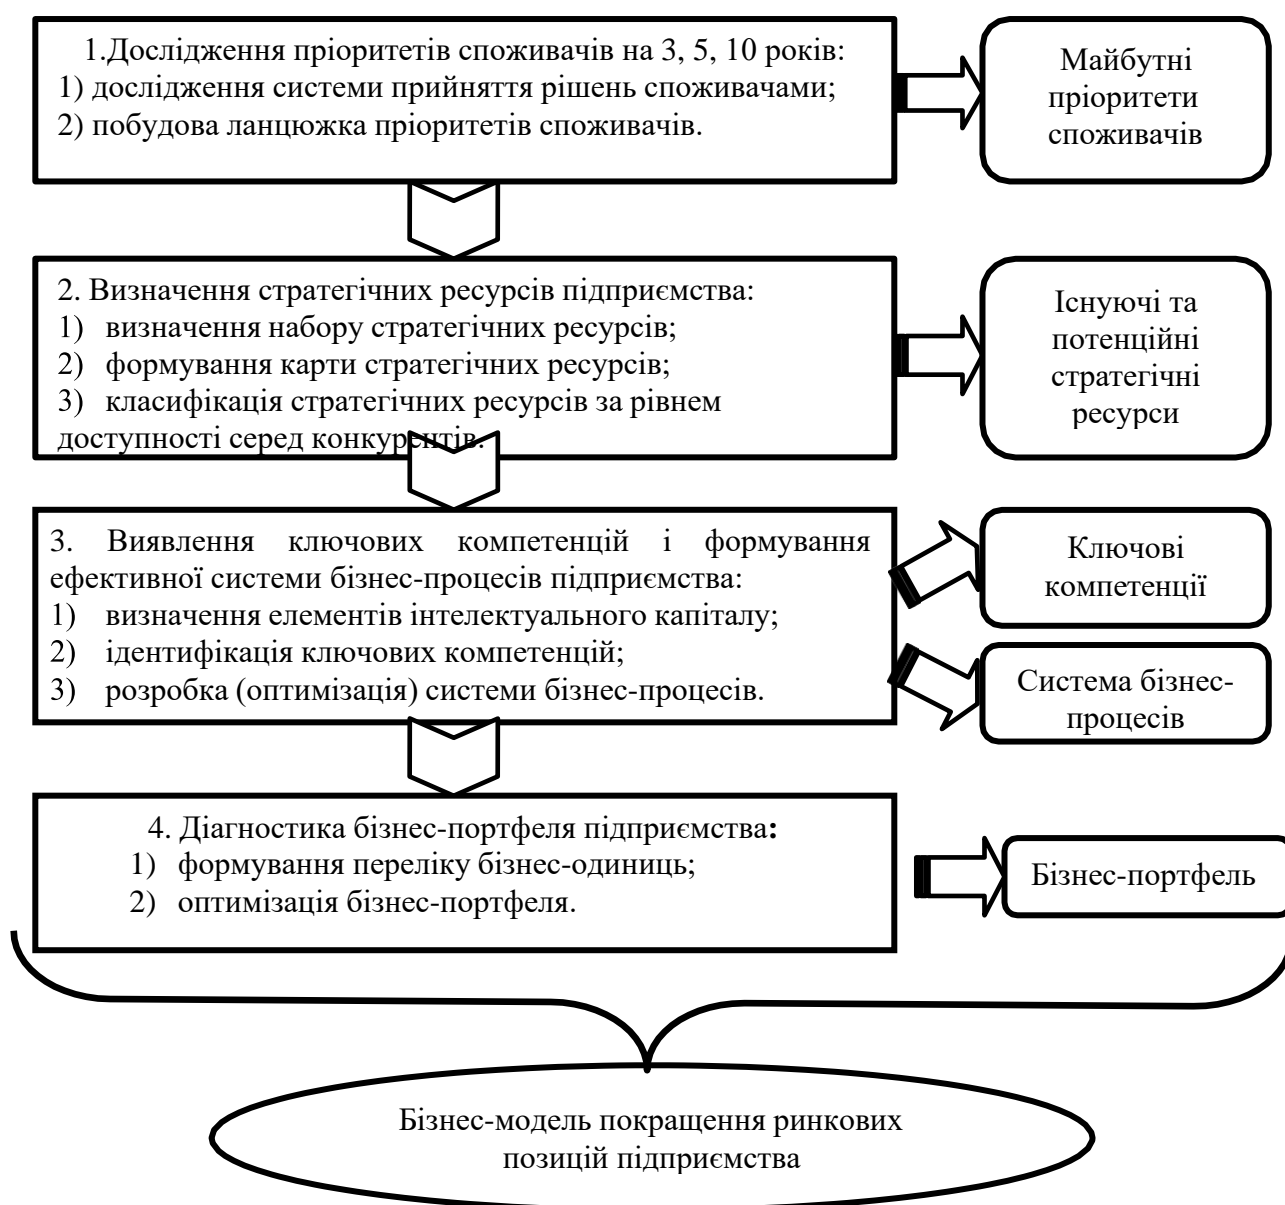 1.Дослідження пріоритетів споживачів на 3, 5, 10 років:
1) дослідження системи прийняття рішень споживачами;
2) побудова ланцюжка пріоритетів споживачів.
Майбутні
пріоритети
споживачів
2. Визначення стратегічних ресурсів підприємства:
1) визначення набору стратегічних ресурсів;
2) формування карти стратегічних ресурсів;
3) класифікація стратегічних ресурсів за рівнем
доступності серед конкурентів.
Існуючі та
потенційні
стратегічні
ресурси
3. Виявлення ключових компетенцій і формування
ефективної системи бізнес-процесів підприємства:
1) визначення елементів інтелектуального капіталу;
2) ідентифікація ключових компетенцій;
3) розробка (оптимізація) системи бізнес-процесів.
Ключові
компетенції
Система бізнес-
процесів
4. Діагностика бізнес-портфеля підприємства:
1) формування переліку бізнес-одиниць;
2) оптимізація бізнес-портфеля.
Бізнес-портфель
Бізнес-модель покращення ринкових
позицій підприємства